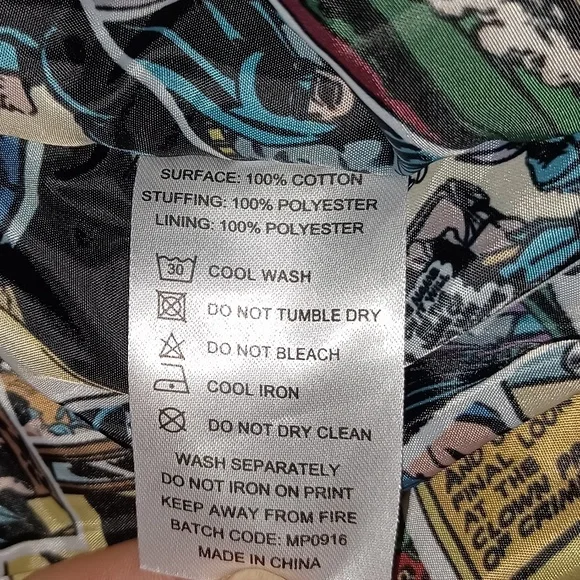 SURFACE: 100% COTTON
STUFFING: 100% POLYESTER
LINING: 100% POLYESTER
30 COOL WASH
DO NOT TUMBLE DRY
DO NOT BLEACH
COOL IRON
DO NOT DRY CLEAN
WASH SEPARATELY
DO NOT IRON ON PRINT
KEEP AWAY FROM FIRE
BATCH CODE: MP0916
MADE IN CHINA
FINAL
AT THE
CLOWN
OF CRIME